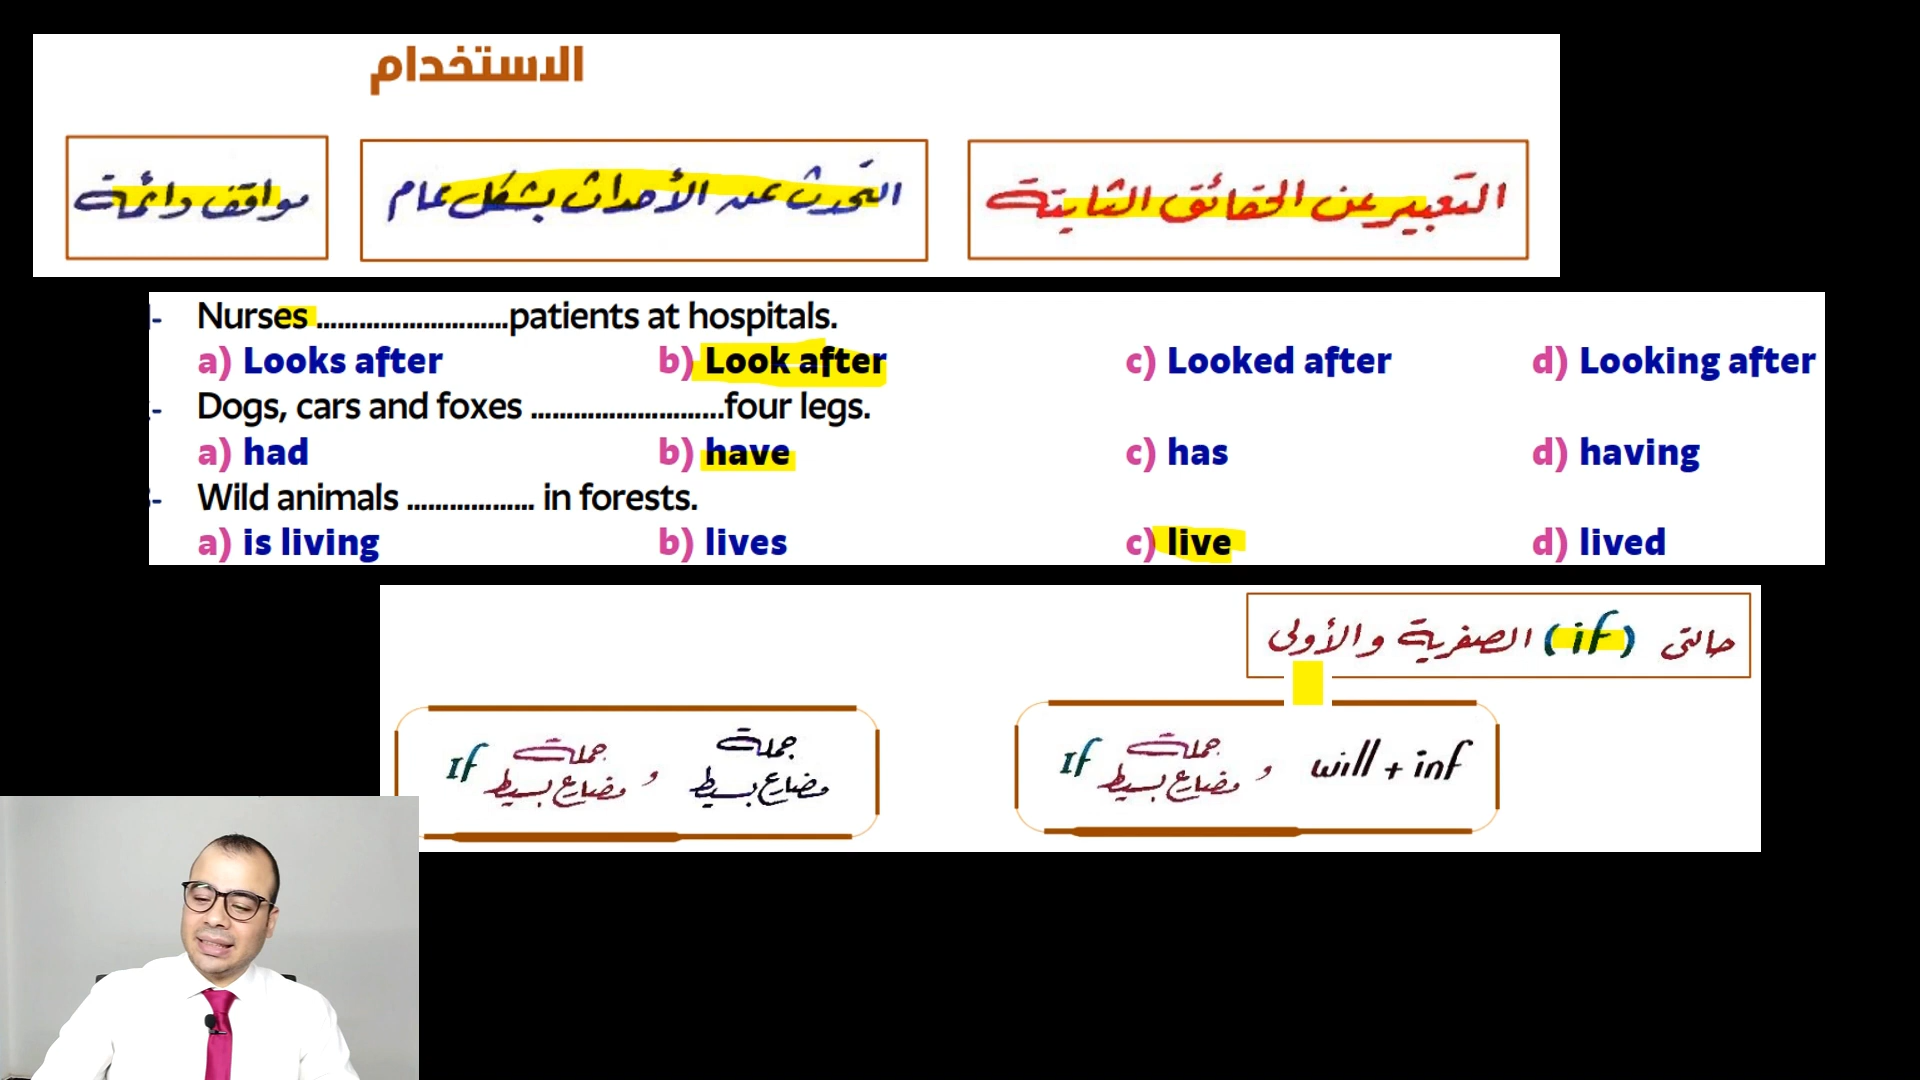 الاستخدام
التعبير عن الحقائق الثابتة
التحدث عن الأحداث بشكل عام
مواقف دائمة
- Nurses ...........................patients at hospitals.
a) Looks after b) Look after c) Looked after d) Looking after
- Dogs, cars and foxes ...........................four legs.
a) had b) have c) has d) having
- Wild animals .................. in forests.
a) is living b) lives c) live d) lived
حالتى (if) الصفرية والأولى
If جملة مضارع بسيط , will + inf
If جملة مضارع بسيط , جملة مضارع بسيط